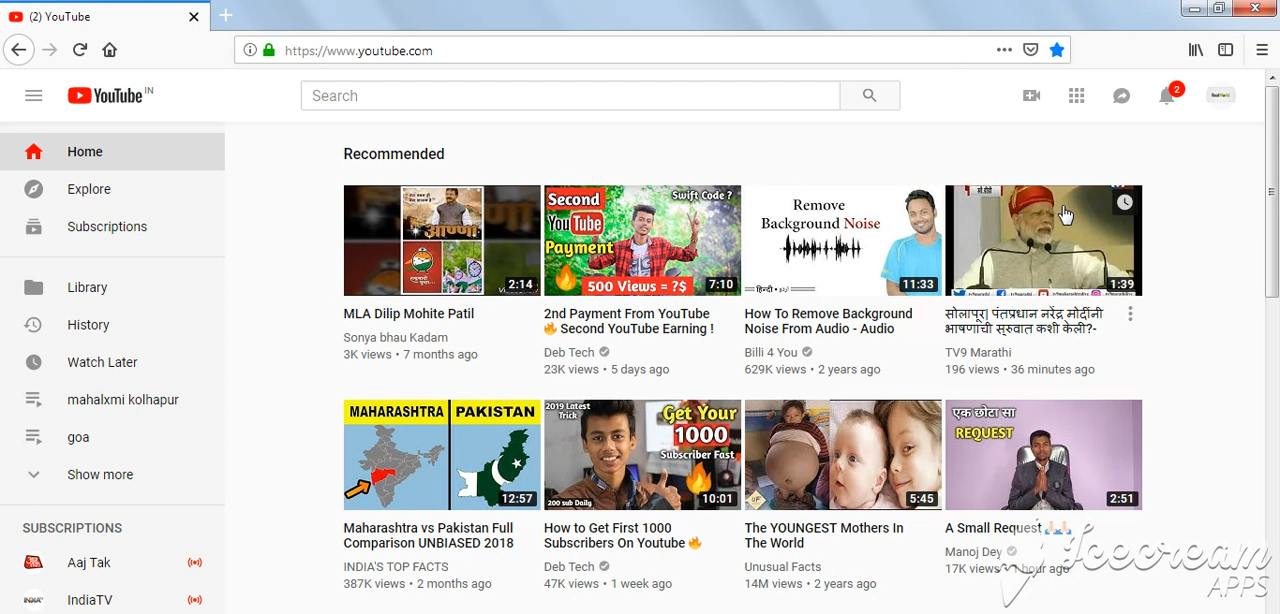 (2) YouTube
https://www.youtube.com
YouTube IN
Search
2
Home
Explore
Subscriptions
Library
History
Watch Later
mahalxmi kolhapur
goa
Show more
SUBSCRIPTIONS
Aaj Tak
IndiaTV
Recommended
2:14
MLA Dilip Mohite Patil
Sonya bhau Kadam
3K views • 7 months ago
Second
YouTube
Payment
Swift Code ?
500 Views = ?$
7:10
2nd Payment From YouTube
🔥 Second YouTube Earning !
Deb Tech
23K views • 5 days ago
Remove
Background Noise
11:33
How To Remove Background
Noise From Audio - Audio
Billi 4 You
629K views • 2 years ago
1:39
सोलापूर| पंतप्रधान नरेंद्र मोदींनी
भाषणाची सुरुवात कशी केली?-
TV9 Marathi
196 views • 36 minutes ago
MAHARASHTRA
PAKISTAN
12:57
Maharashtra vs Pakistan Full
Comparison UNBIASED 2018
INDIA'S TOP FACTS
387K views • 2 months ago
2019 Latest
Trick
Get Your
1000
Subscriber Fast
200 sub Daily
10:01
How to Get First 1000
Subscribers On Youtube 🔥
Deb Tech
47K views • 1 week ago
UF
5:45
The YOUNGEST Mothers In
The World
Unusual Facts
14M views • 2 years ago
एक छोटा सा
REQUEST
2:51
A Small Request 🙏🏻🙏🏻
Manoj Dey
17K views • 1 hour ago
Icecream
APPS